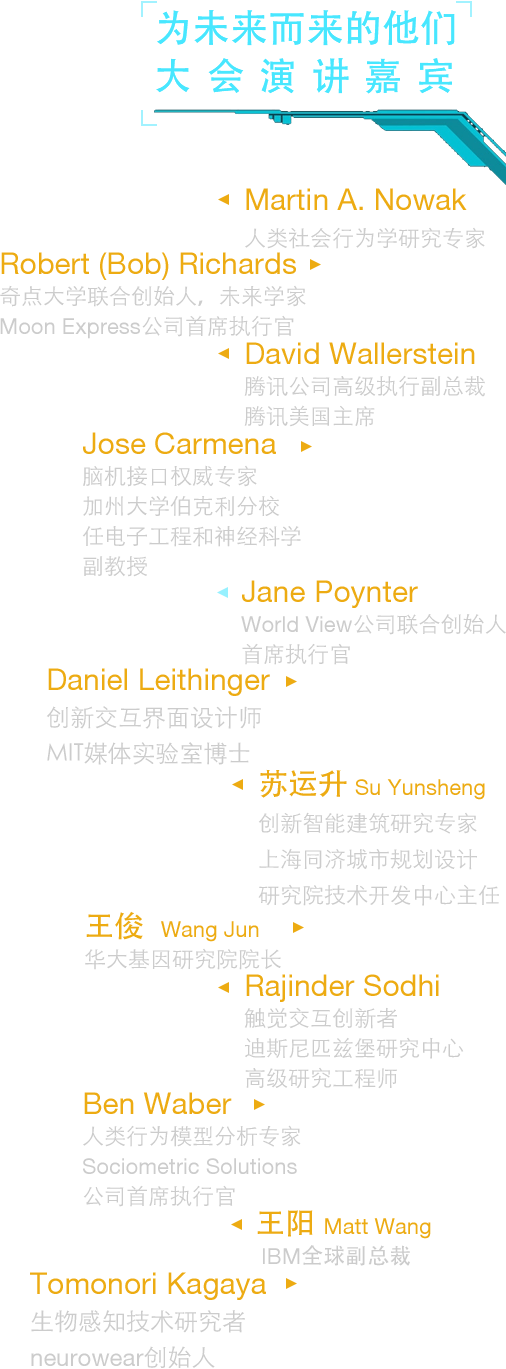 为未来而来的他们
大会演讲嘉宾
Martin A. Nowak
人类社会行为学研究专家
Robert (Bob) Richards
奇点大学联合创始人，未来学家
Moon Express公司首席执行官
David Wallerstein
腾讯公司高级执行副总裁
腾讯美国主席
Jose Carmena
脑机接口权威专家
加州大学伯克利分校
任电子工程和神经科学
副教授
Jane Poynter
World View公司联合创始人
首席执行官
Daniel Leithinger
创新交互界面设计师
MIT媒体实验室博士
苏运升 Su Yunsheng
创新智能建筑研究专家
上海同济城市规划设计
研究院技术开发中心主任
王俊 Wang Jun
华大基因研究院院长
Rajinder Sodhi
触觉交互创新者
迪斯尼匹兹堡研究中心
高级研究工程师
Ben Waber
人类行为模型分析专家
Sociometric Solutions
公司首席执行官
王阳 Matt Wang
IBM全球副总裁
Tomonori Kagaya
生物感知技术研究者
neurowear创始人